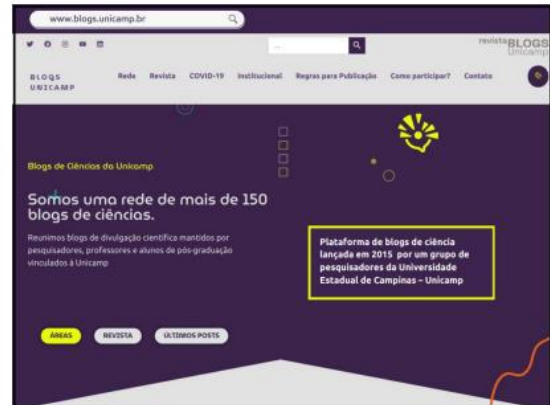 www.blogs.unicamp.br
...
revista BLOGS
Unicamp
BLOGS
UNICAMP
Rede Revista COVID-19 Institucional Regras para Publicação Como participar? Contato
Blogs de Ciências da Unicamp
Somos uma rede de mais de 150
blogs de ciências.
Reunimos blogs de divulgação científica mantidos por
pesquisadores, professores e alunos de pós-graduação
vinculados à Unicamp
Plataforma de blogs de ciência
lançada em 2015 por um grupo de
pesquisadores da Universidade
Estadual de Campinas – Unicamp
ÁREAS REVISTA ÚLTIMOS POSTS